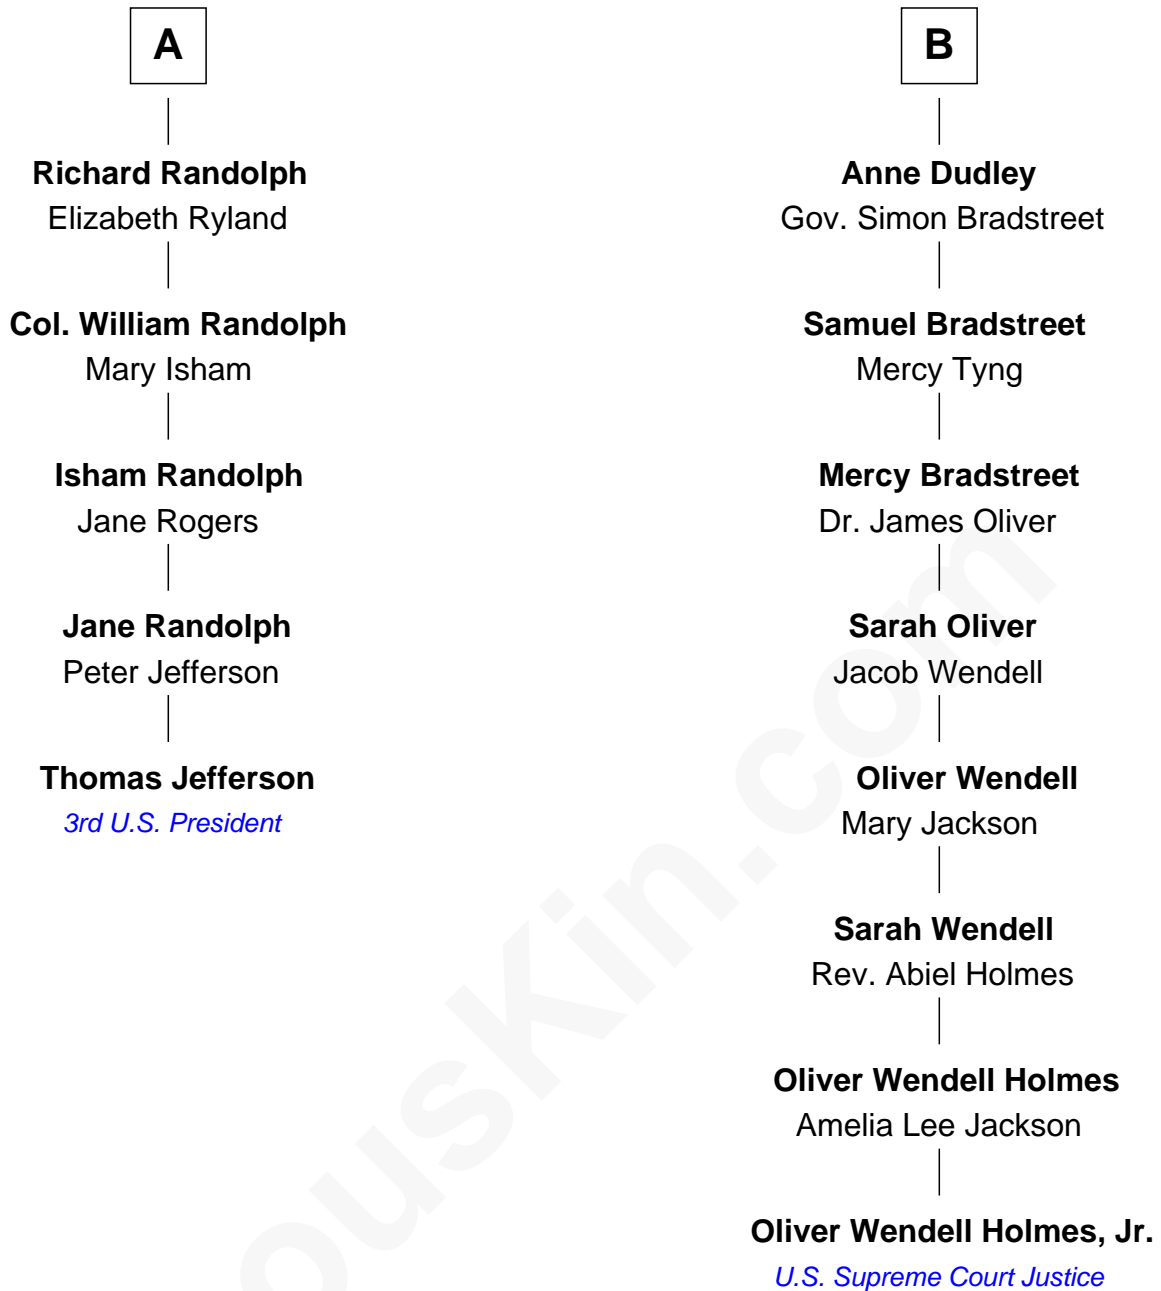 A
Richard Randolph
Elizabeth Ryland
Col. William Randolph
Mary Isham
Isham Randolph
Jane Rogers
Jane Randolph
Peter Jefferson
Thomas Jefferson
3rd U.S. President
B
Anne Dudley
Gov. Simon Bradstreet
Samuel Bradstreet
Mercy Tyng
Mercy Bradstreet
Dr. James Oliver
Sarah Oliver
Jacob Wendell
Oliver Wendell
Mary Jackson
Sarah Wendell
Rev. Abiel Holmes
Oliver Wendell Holmes
Amelia Lee Jackson
Oliver Wendell Holmes, Jr.
U.S. Supreme Court Justice
ousKin.com